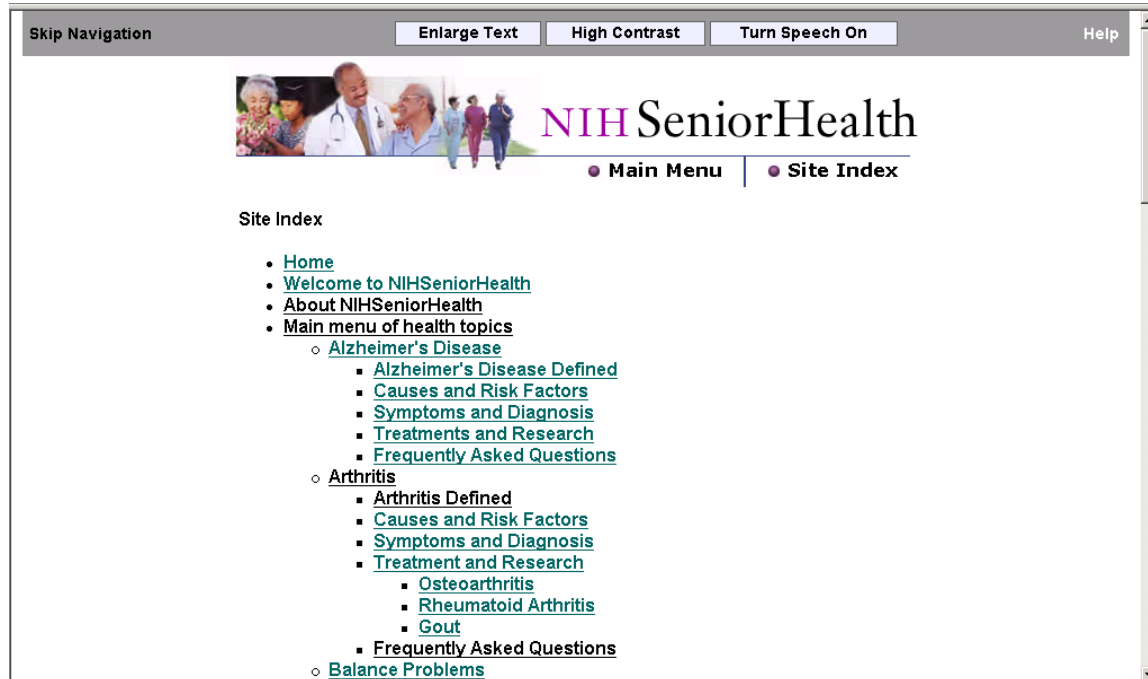 Skip Navigation Enlarge Text High Contrast Turn Speech On Help
NIH SeniorHealth
Main Menu Site Index
Site Index
Home
Welcome to NIHSeniorHealth
About NIHSeniorHealth
Main menu of health topics
Alzheimer's Disease
Alzheimer's Disease Defined
Causes and Risk Factors
Symptoms and Diagnosis
Treatments and Research
Frequently Asked Questions
Arthritis
Arthritis Defined
Causes and Risk Factors
Symptoms and Diagnosis
Treatment and Research
Osteoarthritis
Rheumatoid Arthritis
Gout
Frequently Asked Questions
Balance Problems